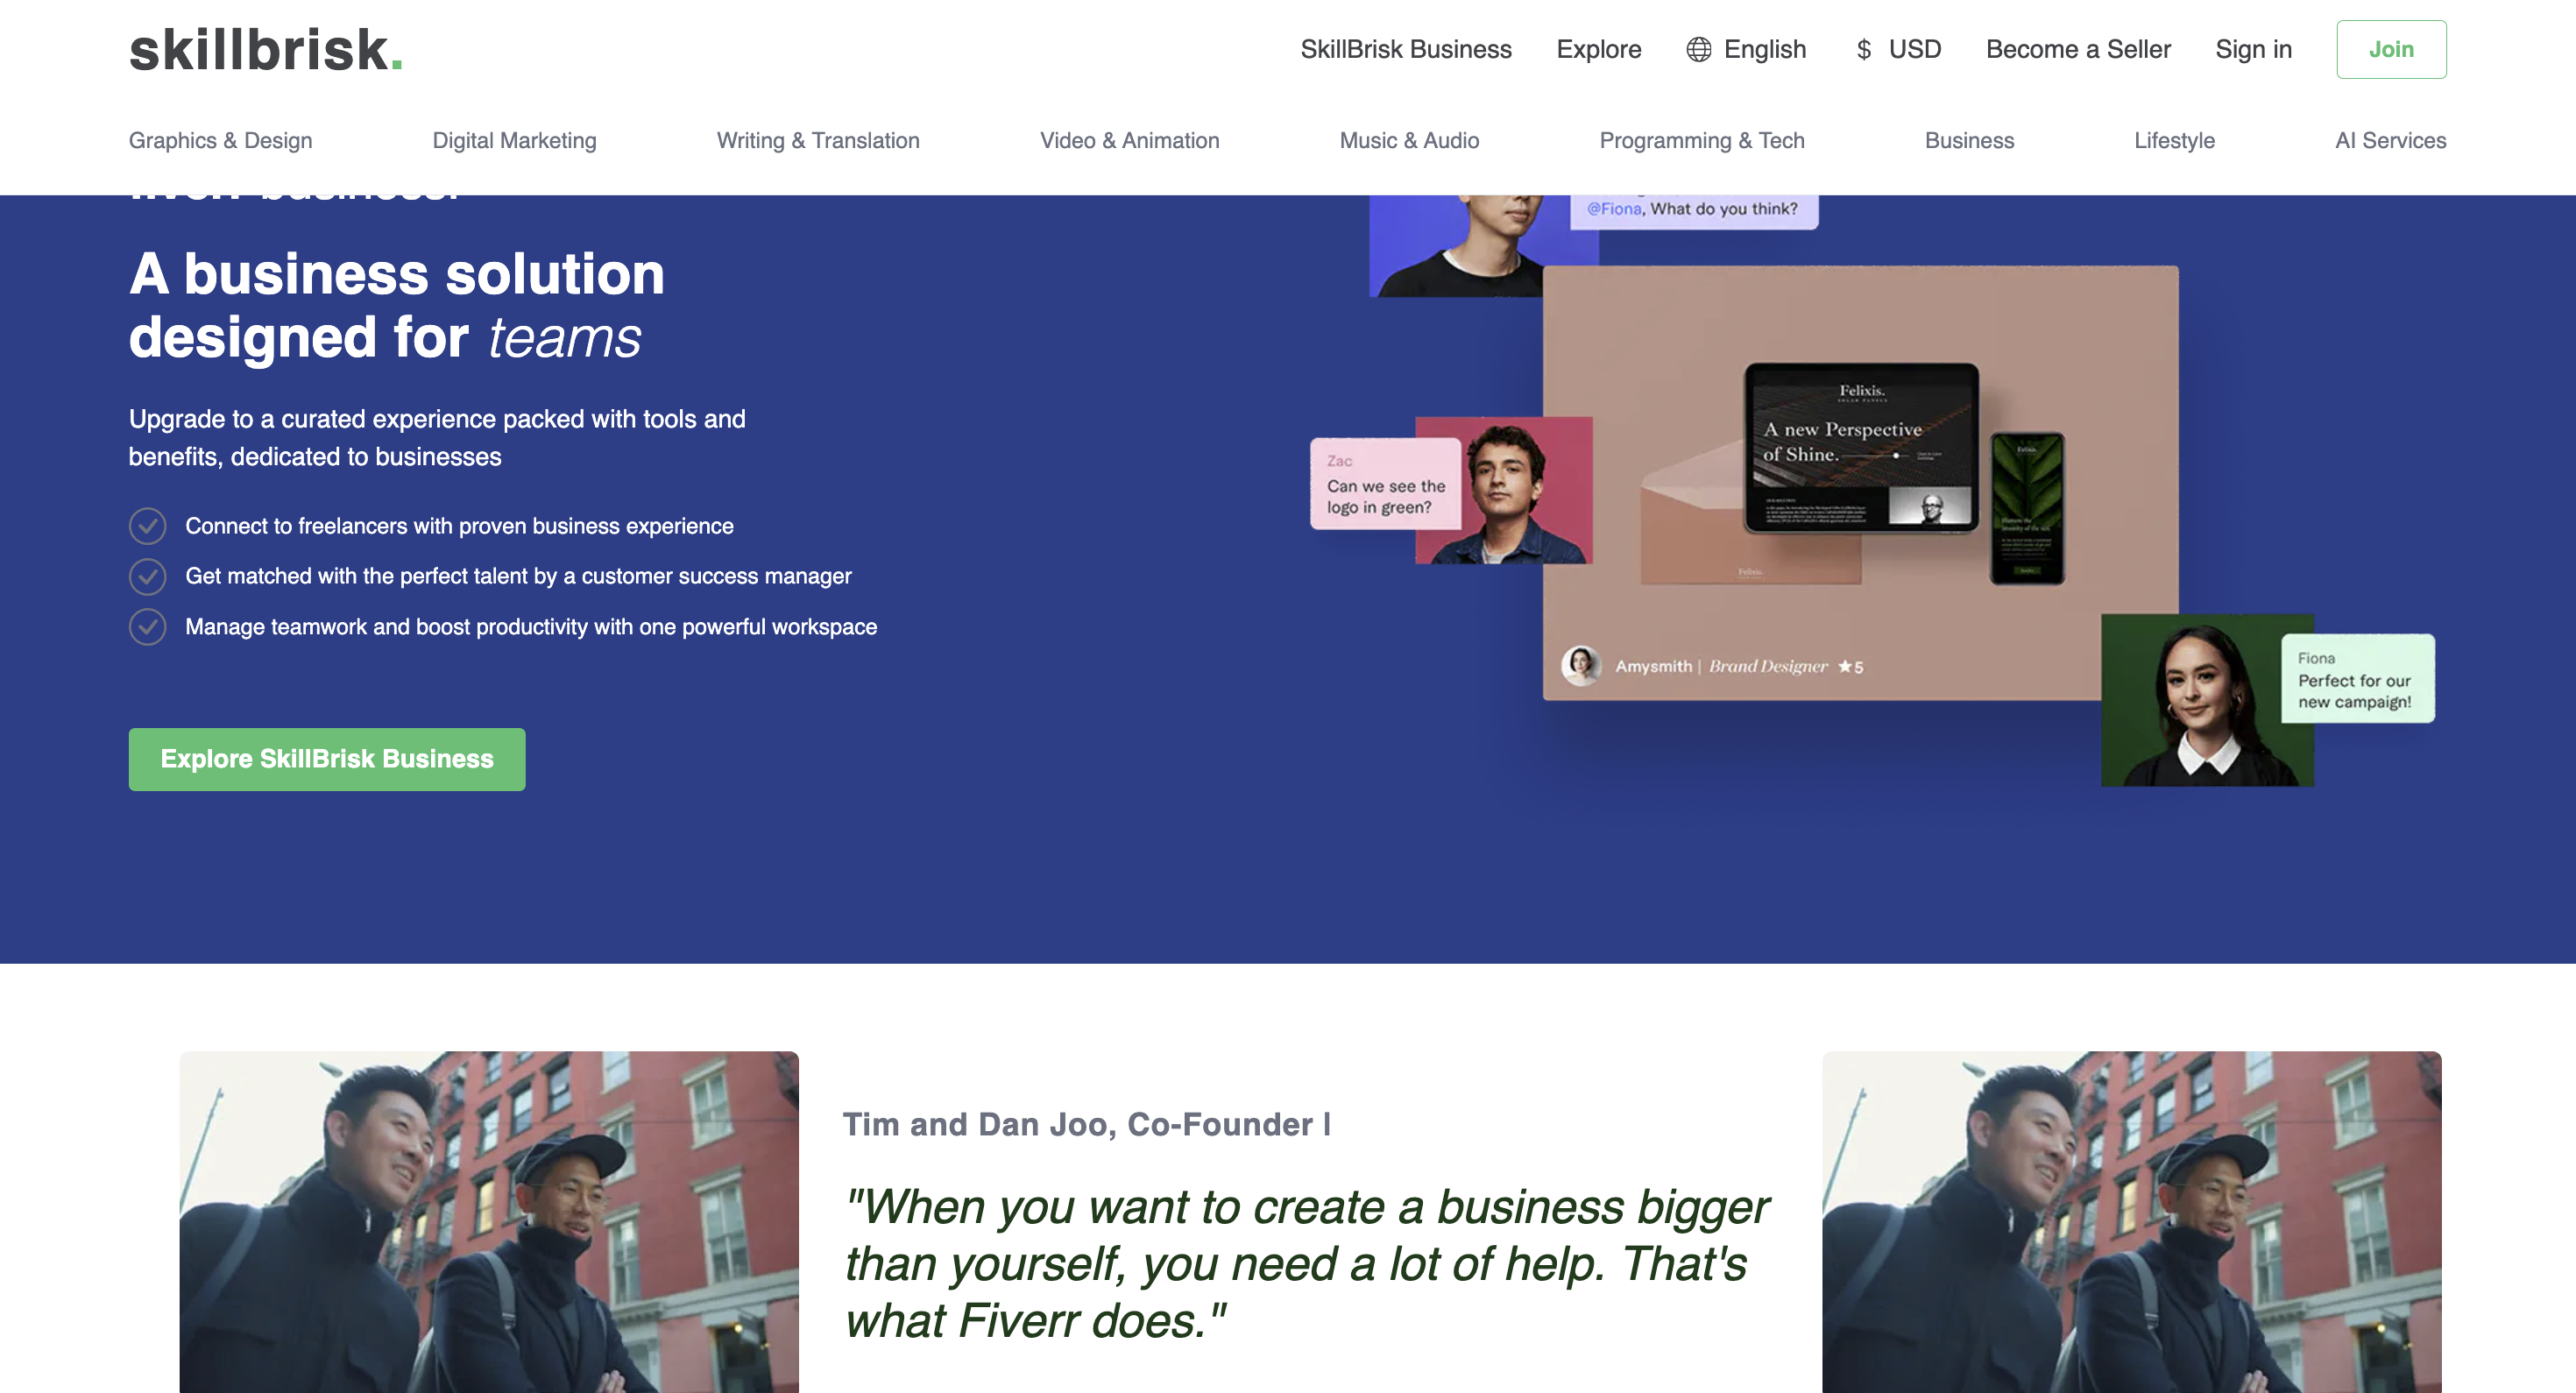 skillbrisk.
SkillBrisk Business Explore English $ USD Become a Seller Sign in Join
Graphics & Design Digital Marketing Writing & Translation Video & Animation Music & Audio Programming & Tech Business Lifestyle AI Services
@Fiona, What do you think?
A business solution
designed for teams
Upgrade to a curated experience packed with tools and
benefits, dedicated to businesses
Connect to freelancers with proven business experience
Get matched with the perfect talent by a customer success manager
Manage teamwork and boost productivity with one powerful workspace
Explore SkillBrisk Business
Zac
Can we see the
logo in green?
Felixis.
A new Perspective
of Shine.
Felixis.
Felixis.
Amysmith | Brand Designer ★5
Fiona
Perfect for our
new campaign!
Tim and Dan Joo, Co-Founder |
"When you want to create a business bigger
than yourself, you need a lot of help. That's
what Fiverr does."